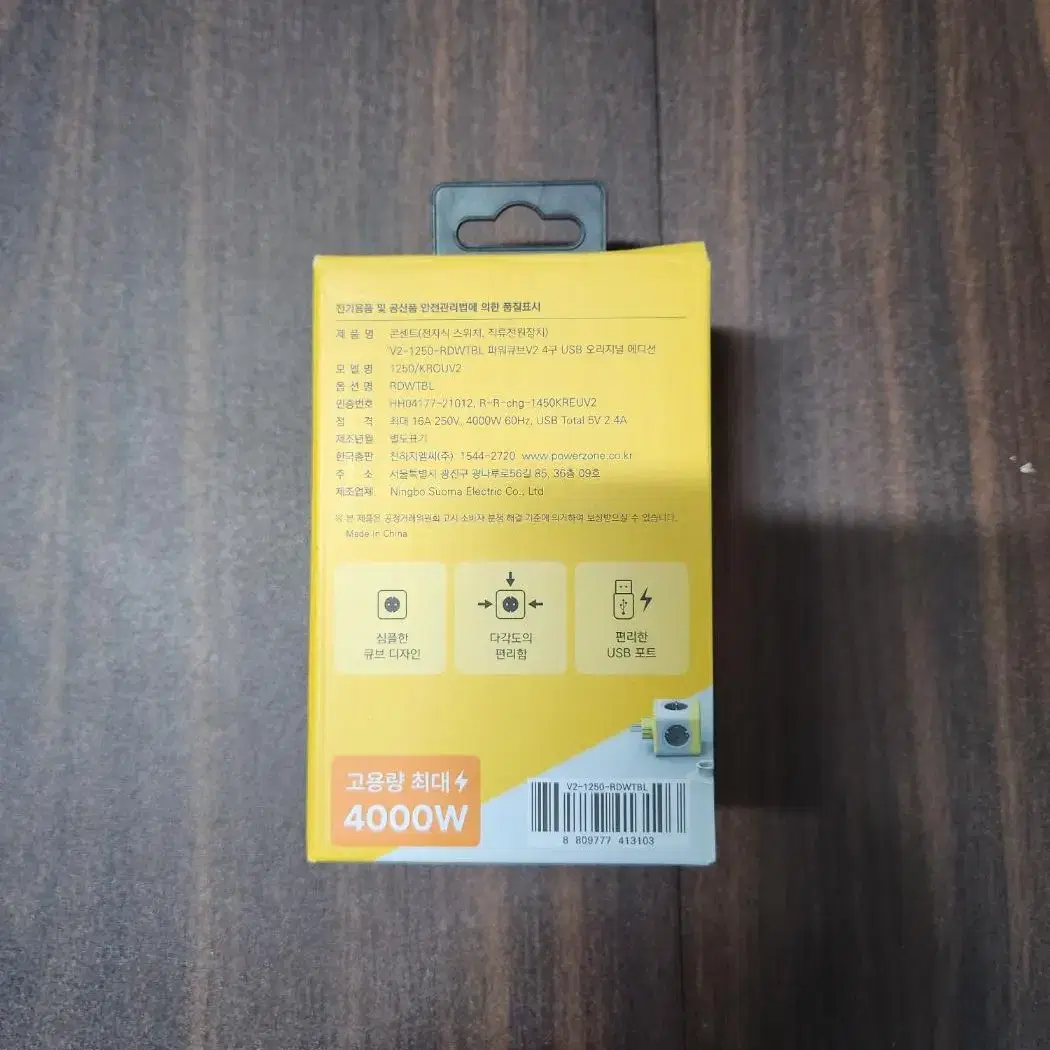 전기용품 및 공산품 안전관리법에 의한 품질표시
제 품 명 콘센트(전자식 스위치, 직류전원장치)
V2-1250-RDWTBL 파워큐브V2 4구 USB 오리지널 에디션
모 델 명 1250/KROUV2
옵 션 명 RDWTBL
인증번호 HH04177-21012, R-R-chg-1450KREUV2
정 격 최대 16A 250V, 4000W 60Hz, USB Total 5V 2.4A
제조년월 별도표기
한국총판 천하지엠씨(주) 1544-2720 www.powerzone.co.kr
주 소 서울특별시 광진구 광나루로56길 85, 36층 09호
제조업체 Ningbo Suoma Electric Co., Ltd
※ 본 제품은 공정거래위원회 고시 소비자 분쟁 해결 기준에 의거하여 보상받으실 수 있습니다.
Made in China
심플한
큐브 디자인
다각도의
편리함
편리한
USB 포트
고용량 최대
4000W
V2-1250-RDWTBL
8 809777 413103